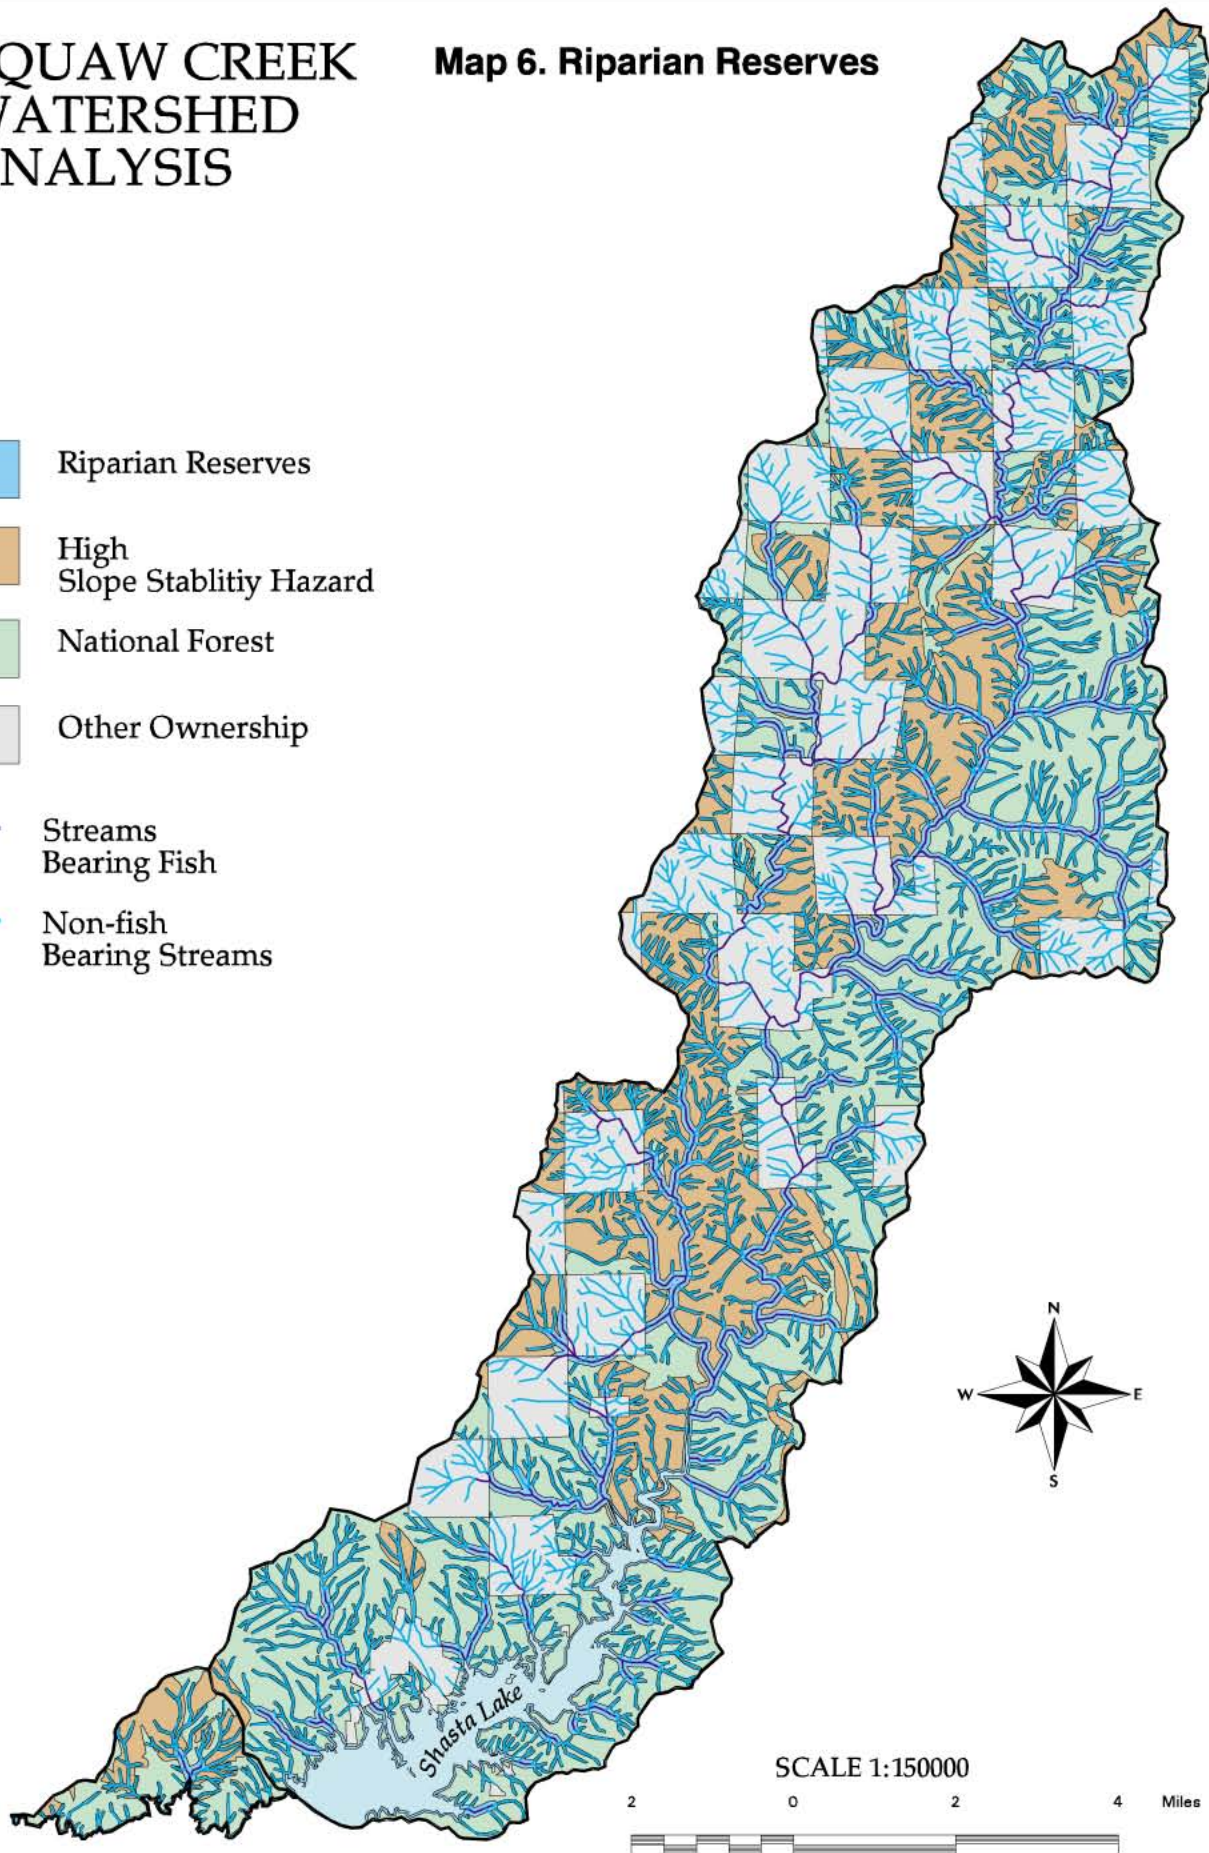 QUAW CREEK
WATERSHED
NALYSIS
Map 6. Riparian Reserves
Riparian Reserves
High
Slope Stablitiy Hazard
National Forest
Other Ownership
Streams
Bearing Fish
Non-fish
Bearing Streams
N
W E
S
Shasta Lake
SCALE 1:150000
2 0 2 4 Miles